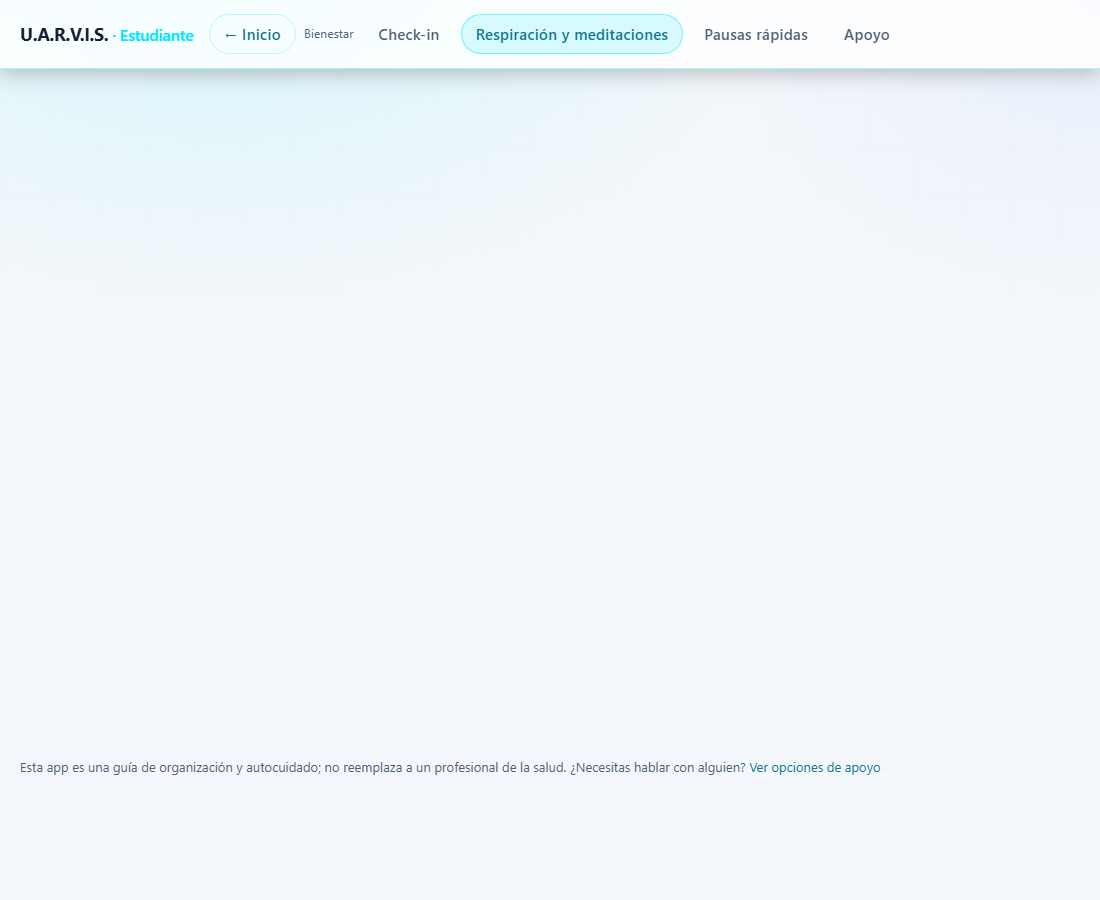 U.A.R.V.I.S. · Estudiante ← Inicio Bienestar Check-in Respiración y meditaciones Pausas rápidas Apoyo
Esta app es una guía de organización y autocuidado; no reemplaza a un profesional de la salud. ¿Necesitas hablar con alguien? Ver opciones de apoyo